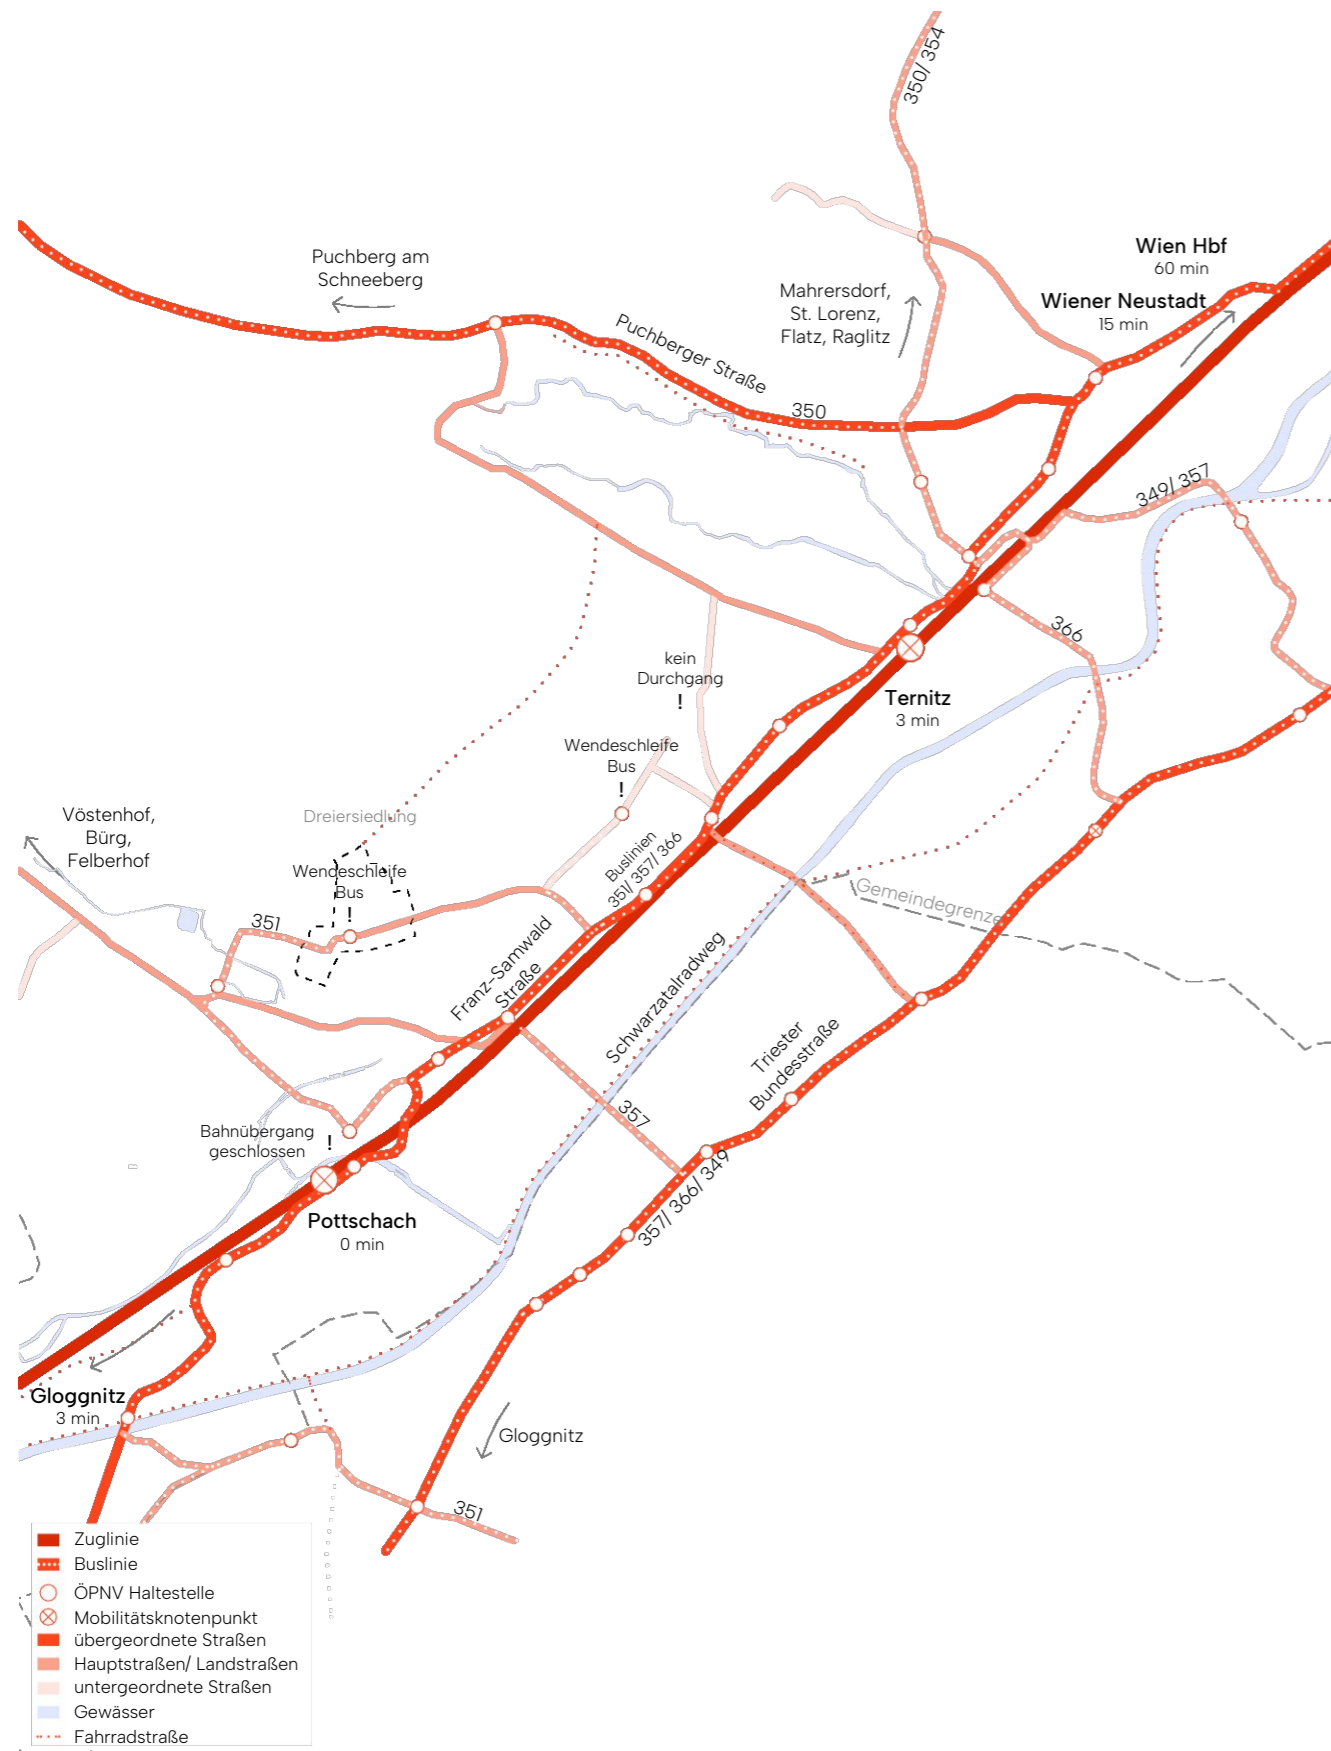 350/ 354
Wien Hbf
60 min
Wiener Neustadt
15 min
Puchberg am
Schneeberg
Mahrersdorf,
St. Lorenz,
Flatz, Raglitz
Puchberger Straße
350
349/ 357
366
kein
Durchgang
!
Ternitz
3 min
Wendeschleife
Bus
!
Vöstenhof,
Bürg,
Felberhof
Dreiersiedlung
Wendeschleife
Bus
!
Buslinien
351/ 357/ 366
Gemeindegrenze
351
Franz-Samwald
Straße
Schwarzatalradweg
Triester
Bundesstraße
357
Bahnübergang
geschlossen
!
357/ 366/ 349
Pottschach
0 min
Gloggnitz
3 min
Gloggnitz
351
Zuglinie
Buslinie
ÖPNV Haltestelle
Mobilitätsknotenpunkt
übergeordnete Straßen
Hauptstraßen/ Landstraßen
untergeordnete Straßen
Gewässer
Fahrradstraße